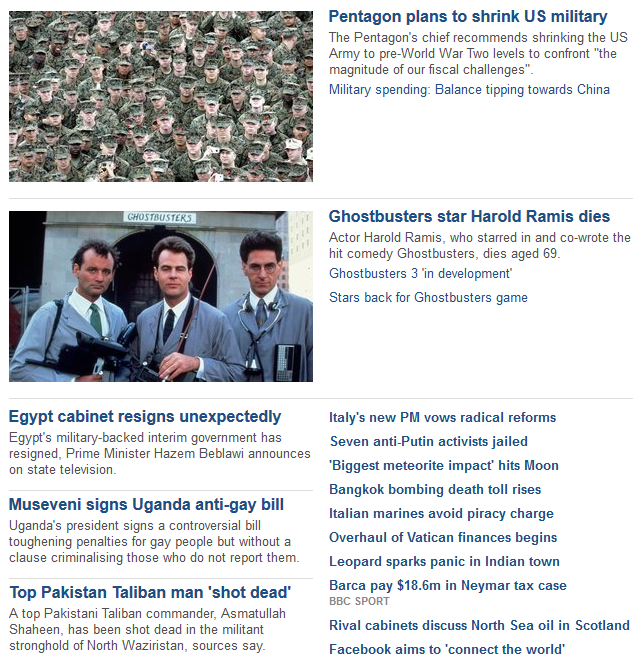 Pentagon plans to shrink US military
The Pentagon's chief recommends shrinking the US
Army to pre-World War Two levels to confront "the
magnitude of our fiscal challenges".
Military spending: Balance tipping towards China
GHOSTBUSTERS
Ghostbusters star Harold Ramis dies
Actor Harold Ramis, who starred in and co-wrote the
hit comedy Ghostbusters, dies aged 69.
Ghostbusters 3 'in development'
Stars back for Ghostbusters game
Egypt cabinet resigns unexpectedly
Egypt's military-backed interim government has
resigned, Prime Minister Hazem Beblawi announces
on state television.
Museveni signs Uganda anti-gay bill
Uganda's president signs a controversial bill
toughening penalties for gay people but without a
clause criminalising those who do not report them.
Top Pakistan Taliban man 'shot dead'
A top Pakistani Taliban commander, Asmatullah
Shaheen, has been shot dead in the militant
stronghold of North Waziristan, sources say.
Italy's new PM vows radical reforms
Seven anti-Putin activists jailed
'Biggest meteorite impact' hits Moon
Bangkok bombing death toll rises
Italian marines avoid piracy charge
Overhaul of Vatican finances begins
Leopard sparks panic in Indian town
Barca pay $18.6m in Neymar tax case
BBC SPORT
Rival cabinets discuss North Sea oil in Scotland
Facebook aims to 'connect the world'